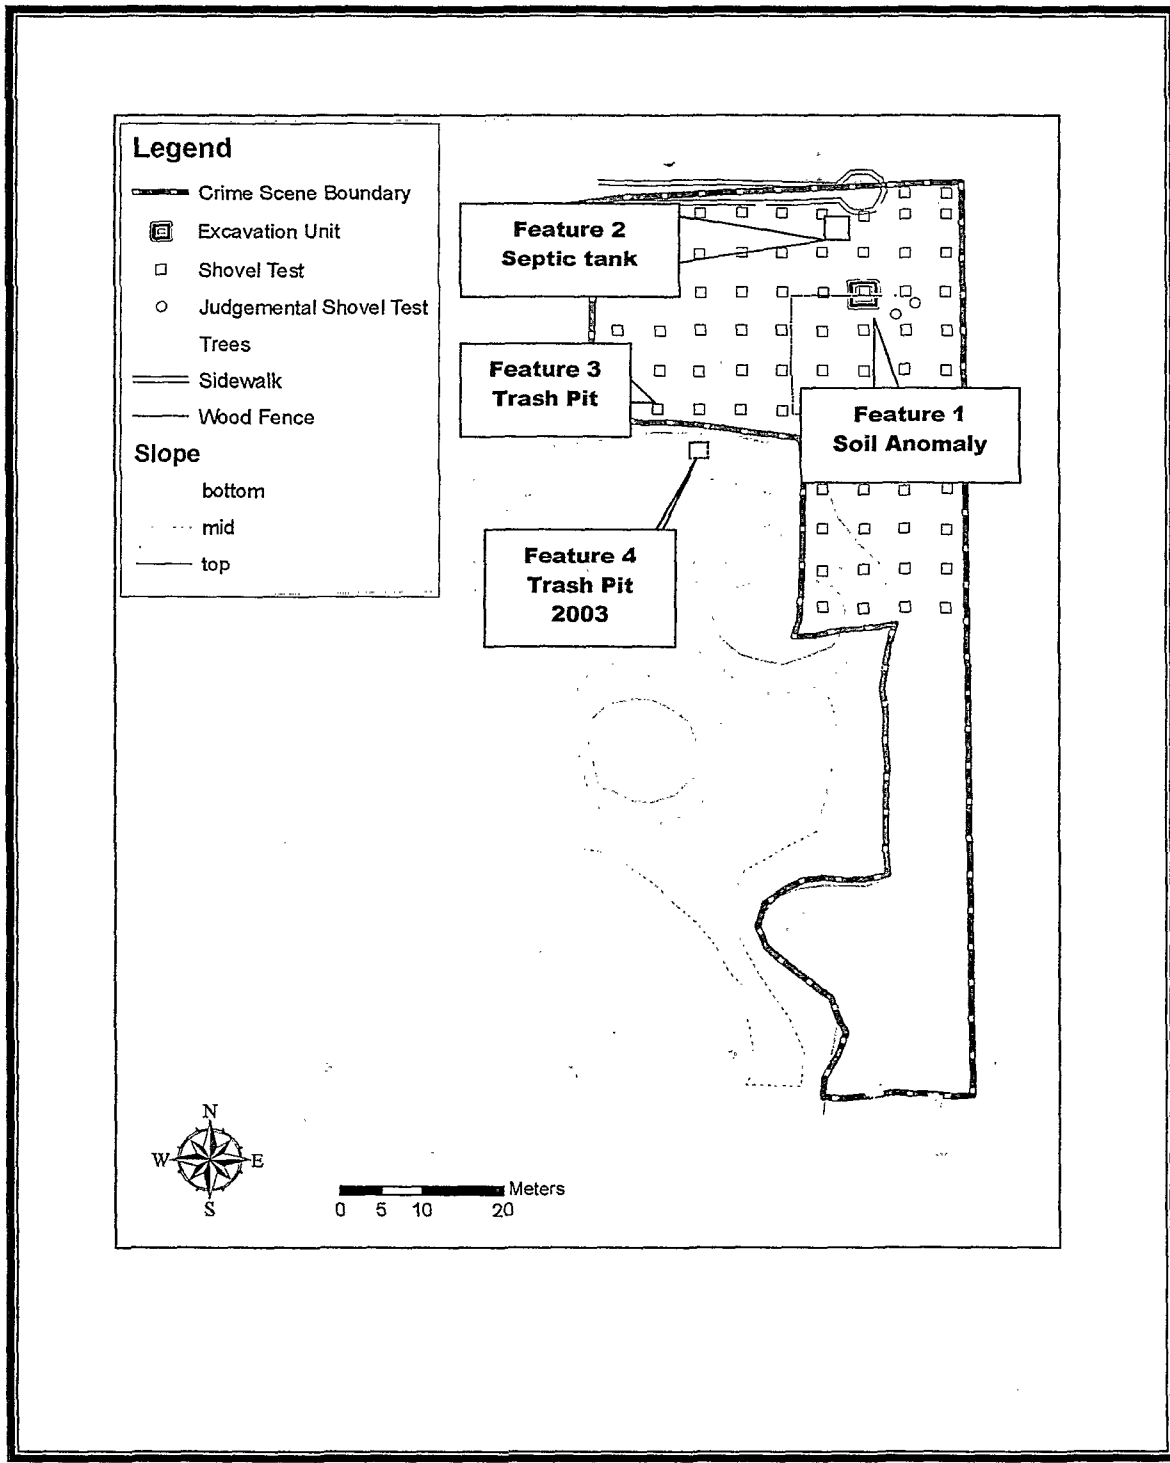 Legend
Crime Scene Boundary
Excavation Unit
Shovel Test
Judgemental Shovel Test
Trees
Sidewalk
Wood Fence
Slope
bottom
mid
top
Feature 2
Septic tank
Feature 3
Trash Pit
Feature 1
Soil Anomaly
Feature 4
Trash Pit
2003
N
W E
S
Meters
0 5 10 20